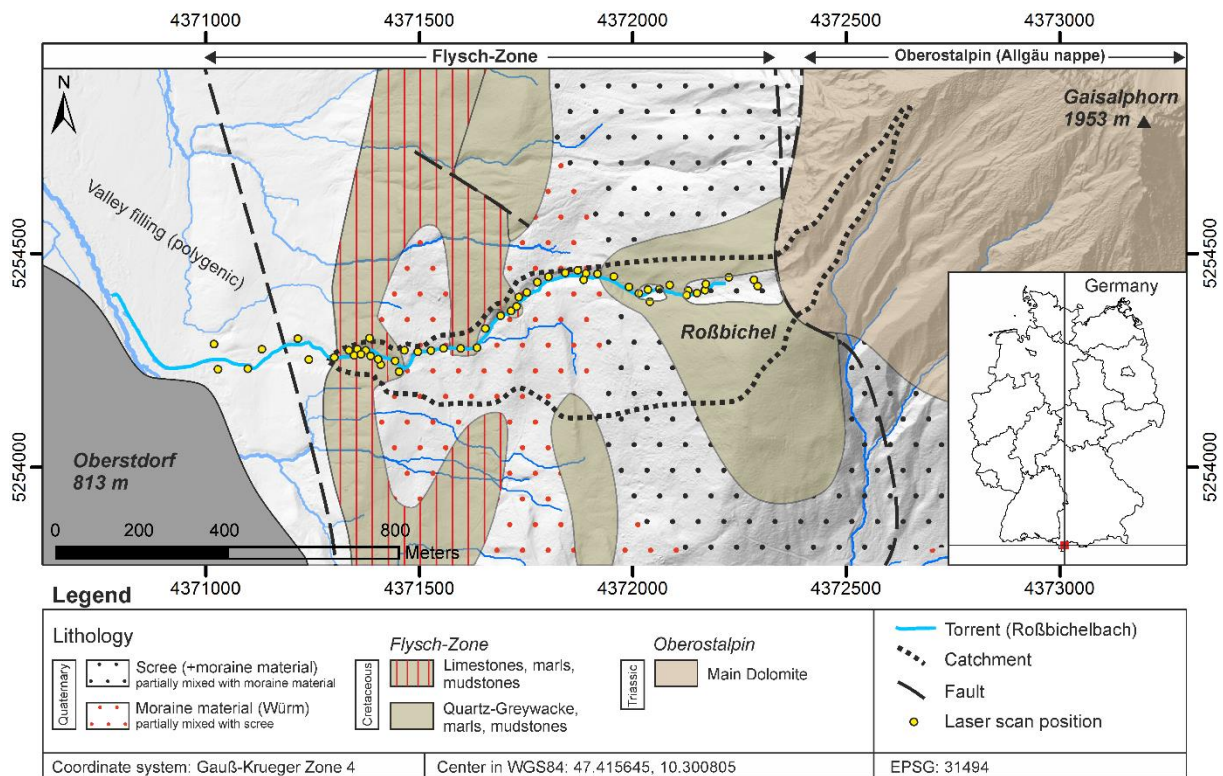 4371000 4371500 4372000 4372500 4373000
Flysch-Zone
Oberostalpin (Allgäu nappe)
N
Gaisalphorn
1953 m
Valley filling (polygenic)
5254500
5254500
Germany
Roßbichel
5254000
5254000
Oberstdorf
813 m
0 200 400 800
Meters
4371000 4371500 4372000 4372500 4373000
Legend
Lithology
Quaternary
Scree (+moraine material)
partially mixed with moraine material
Moraine material (Würm)
partially mixed with scree
Flysch-Zone
Cretaceous
Limestones, marls,
mudstones
Quartz-Greywacke,
marls, mudstones
Oberostalpin
Triassic
Main Dolomite
Torrent (Roßbichelbach)
Catchment
Fault
Laser scan position
Coordinate system: Gauß-Krueger Zone 4
Center in WGS84: 47.415645, 10.300805
EPSG: 31494